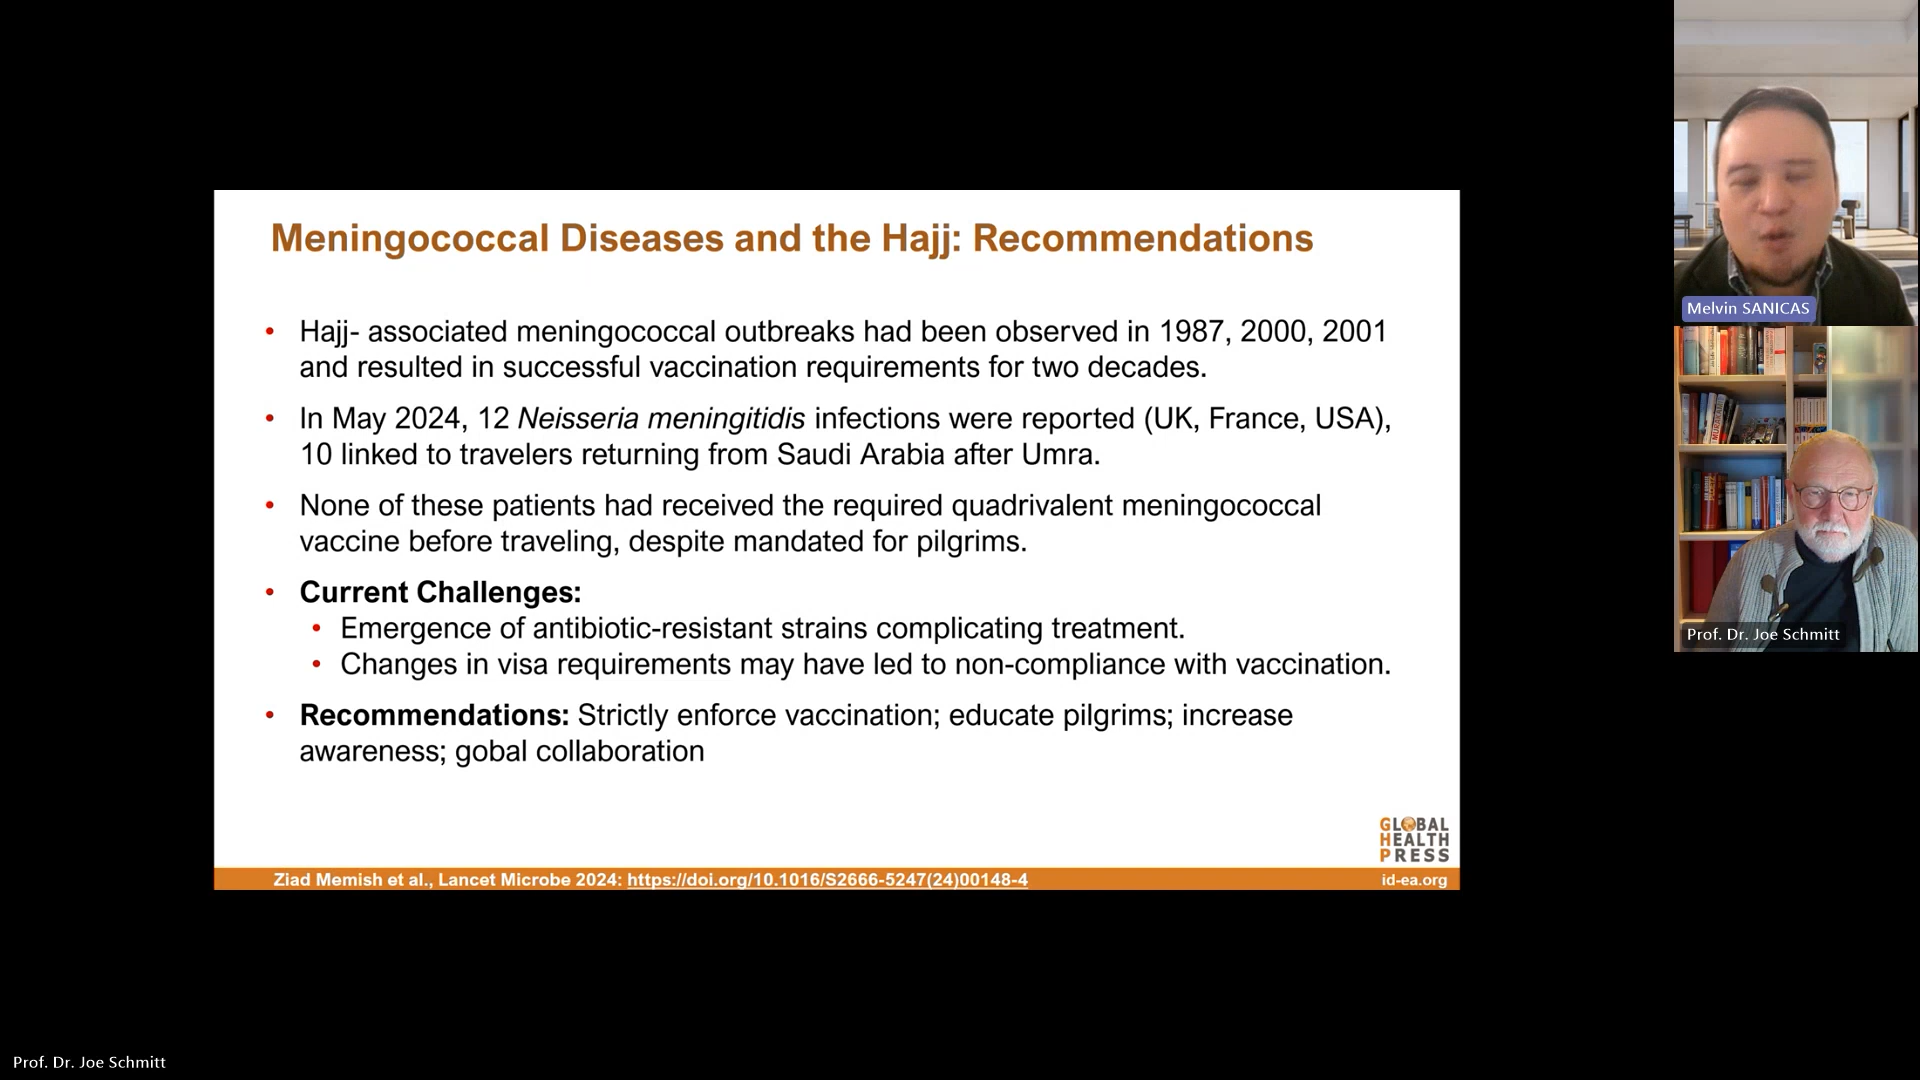 Meningococcal Diseases and the Hajj: Recommendations
• Hajj- associated meningococcal outbreaks had been observed in 1987, 2000, 2001
and resulted in successful vaccination requirements for two decades.
• In May 2024, 12 Neisseria meningitidis infections were reported (UK, France, USA),
10 linked to travelers returning from Saudi Arabia after Umra.
• None of these patients had received the required quadrivalent meningococcal
vaccine before traveling, despite mandated for pilgrims.
• Current Challenges:
• Emergence of antibiotic-resistant strains complicating treatment.
• Changes in visa requirements may have led to non-compliance with vaccination.
• Recommendations: Strictly enforce vaccination; educate pilgrims; increase
awareness; gobal collaboration
GLOBAL
HEALTH
PRESS
Ziad Memish et al., Lancet Microbe 2024: https://doi.org/10.1016/S2666-5247(24)00148-4
id-ea.org
Melvin SANICAS
Prof. Dr. Joe Schmitt
Prof. Dr. Joe Schmitt